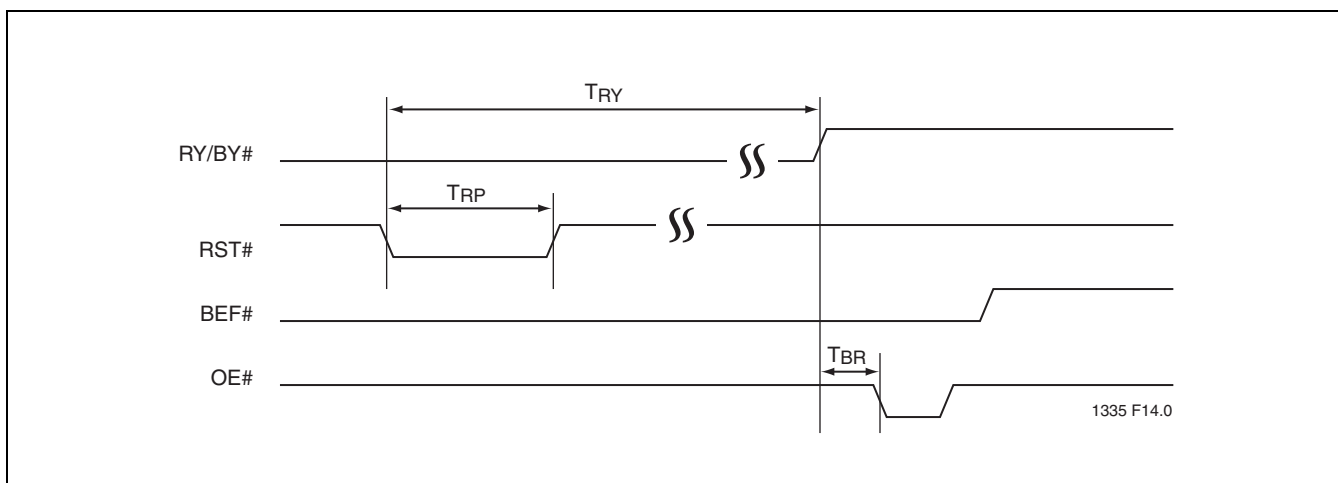 TRY
RY/BY#
TRP
RST#
BEF#
TBR
OE#
1335 F14.0